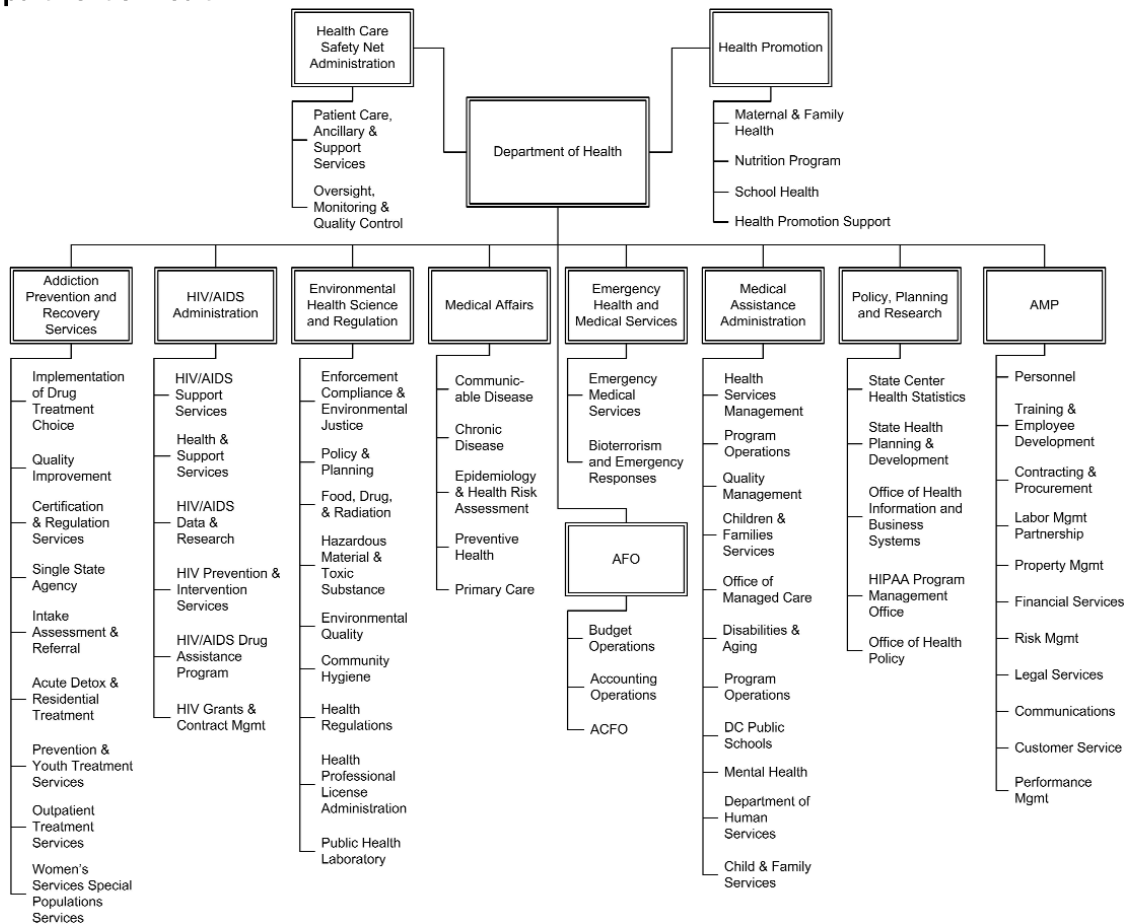 Health Care
Safety Net
Administration
Health Promotion
Department of Health
Patient Care,
Ancillary &
Support
Services
Oversight,
Monitoring &
Quality Control
Maternal & Family
Health
Nutrition Program
School Health
Health Promotion Support
Addiction
Prevention and
Recovery
Services
Implementation
of Drug
Treatment
Choice
Quality
Improvement
Certification
& Regulation
Services
Single State
Agency
Intake
Assessment &
Referral
Acute Detox &
Residential
Treatment
Prevention &
Youth Treatment
Services
Outpatient
Treatment
Services
Women's
Services Special
Populations
Services
HIV/AIDS
Administration
HIV/AIDS
Support
Services
Health &
Support
Services
HIV/AIDS
Data &
Research
HIV Prevention &
Intervention
Services
HIV/AIDS Drug
Assistance
Program
HIV Grants &
Contract Mgmt
Environmental
Health Science
and Regulation
Enforcement
Compliance &
Environmental
Justice
Policy &
Planning
Food, Drug,
& Radiation
Hazardous
Material &
Toxic
Substance
Environmental
Quality
Community
Hygiene
Health
Regulations
Health
Professional
License
Administration
Public Health
Laboratory
Medical Affairs
Communic-
able Disease
Chronic
Disease
Epidemiology
& Health Risk
Assessment
Preventive
Health
Primary Care
Emergency
Health and
Medical Services
Emergency
Medical
Services
Bioterrorism
and Emergency
Responses
AFO
Budget
Operations
Accounting
Operations
ACFO
Medical
Assistance
Administration
Health
Services
Management
Program
Operations
Quality
Management
Children &
Families
Services
Office of
Managed Care
Disabilities &
Aging
Program
Operations
DC Public
Schools
Mental Health
Department of
Human
Services
Child & Family
Services
Policy, Planning
and Research
State Center
Health Statistics
State Health
Planning &
Development
Office of Health
Information and
Business
Systems
HIPAA Program
Management
Office
Office of Health
Policy
AMP
Personnel
Training &
Employee
Development
Contracting &
Procurement
Labor Mgmt
Partnership
Property Mgmt
Financial Services
Risk Mgmt
Legal Services
Communications
Customer Service
Performance
Mgmt